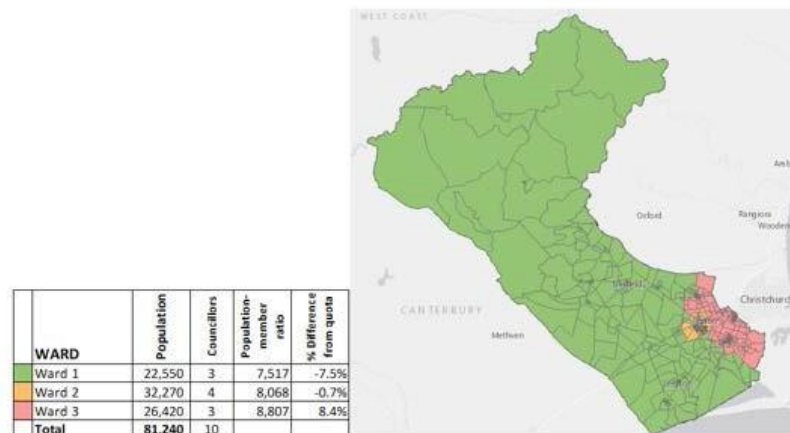 WEST COAST
Oxford
Rangiora
Christchurch
CANTERBURY
Methven
WARD Population Councillors Population-member ratio % Difference from quota
Ward 1 22,550 3 7,517 -7.5%
Ward 2 32,270 4 8,068 -0.7%
Ward 3 26,420 3 8,807 8.4%
Total 81,240 10